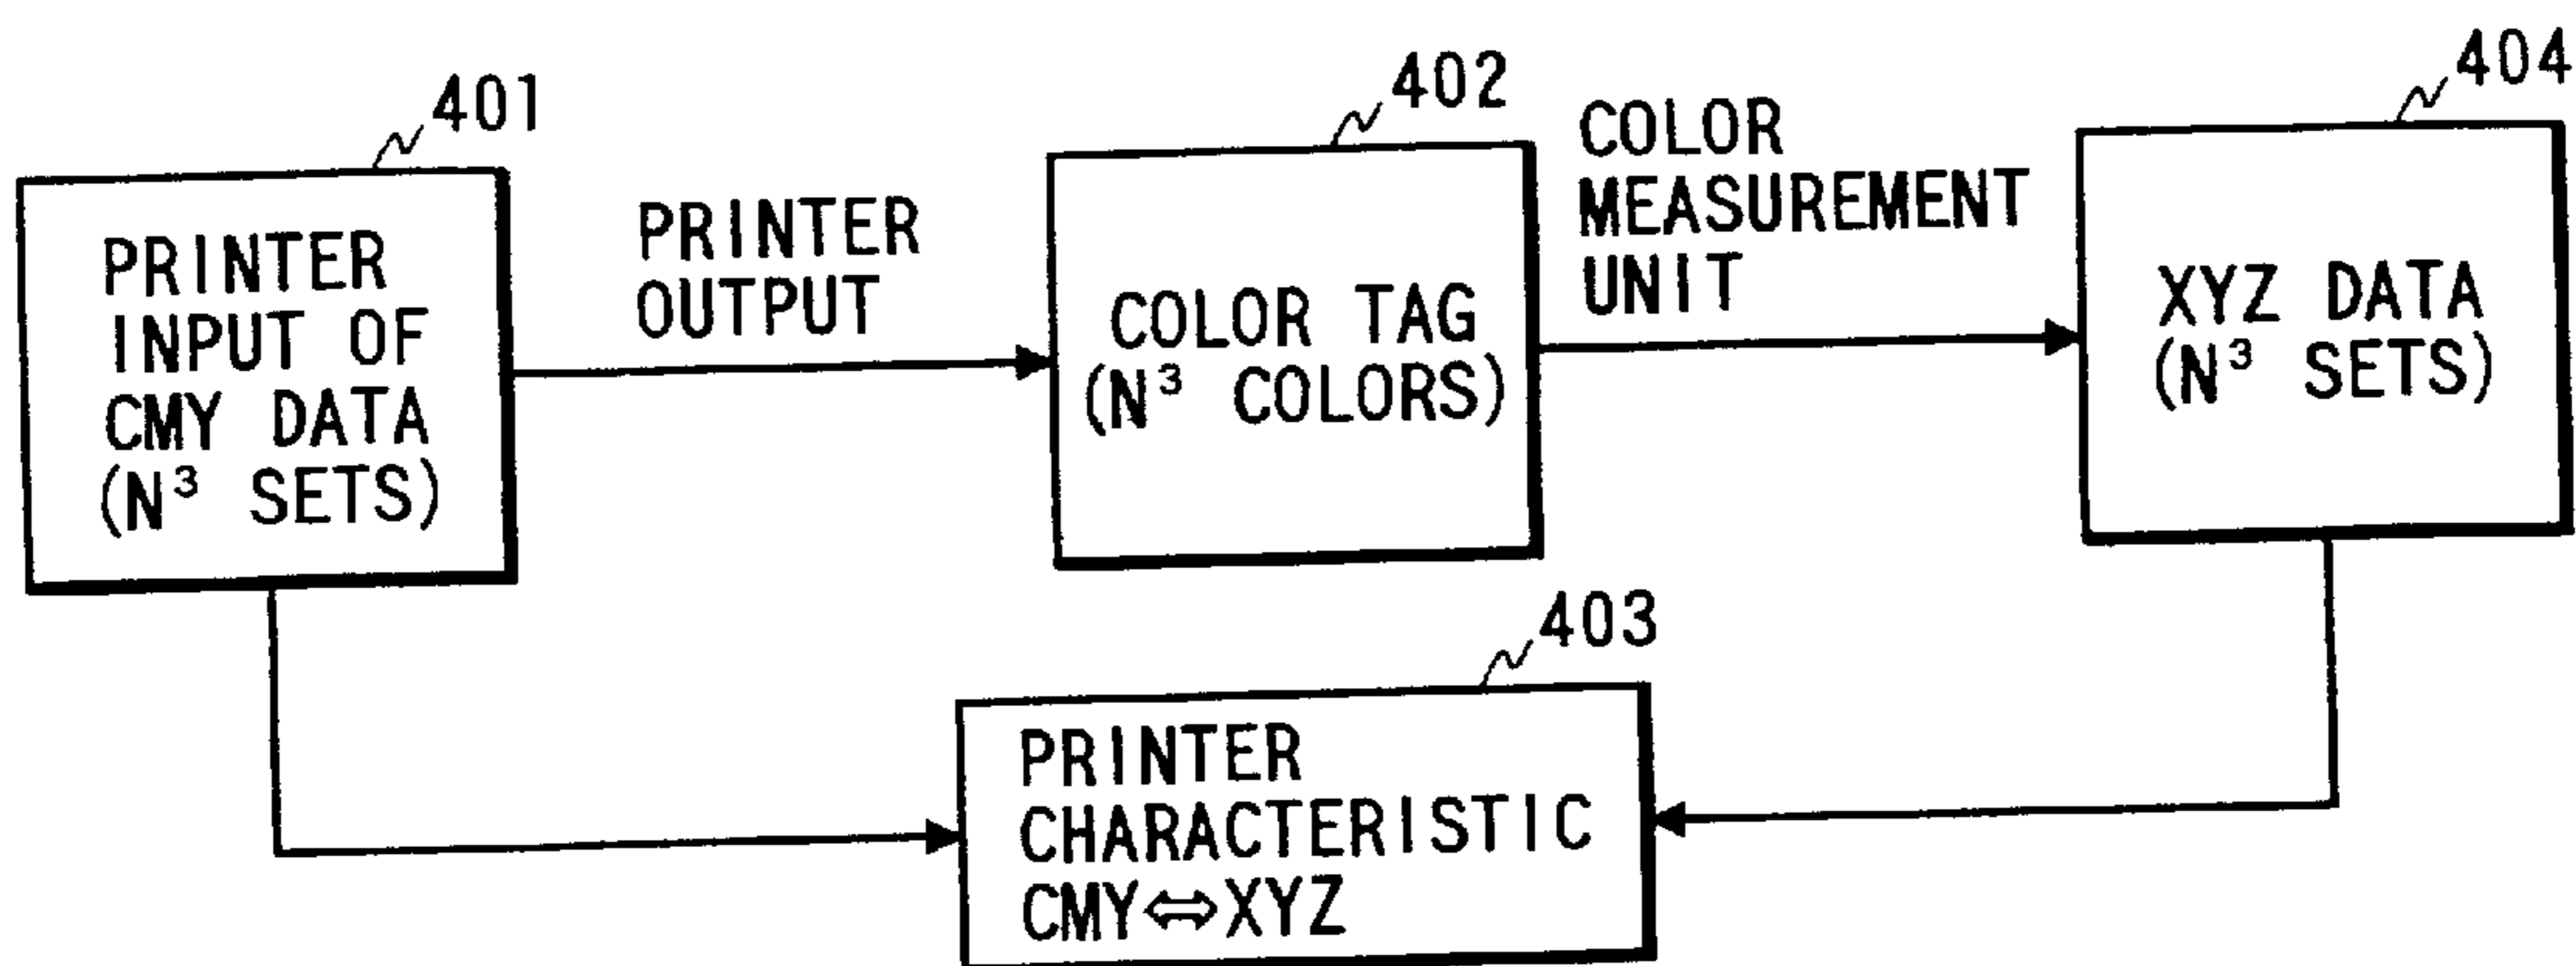 401
PRINTER
INPUT OF
CMY DATA
(N³ SETS)
PRINTER
OUTPUT
402
COLOR TAG
(N³ COLORS)
COLOR
MEASUREMENT
UNIT
404
XYZ DATA
(N³ SETS)
403
PRINTER
CHARACTERISTIC
CMY⇔XYZ